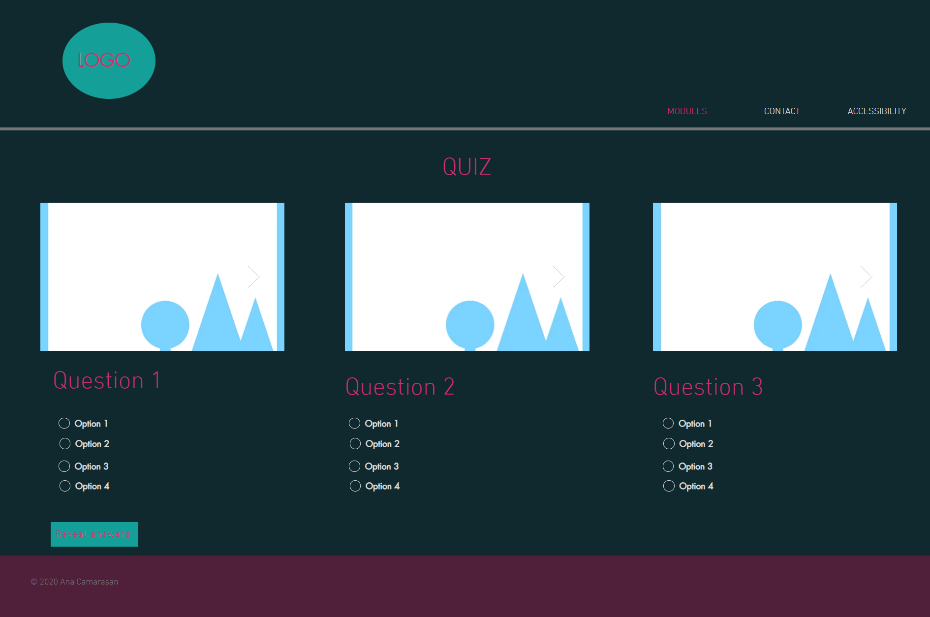 LOGO
MODULES CONTACT ACCESSIBILITY
QUIZ
Question 1
Question 2
Question 3
Option 1
Option 2
Option 3
Option 4
Option 1
Option 2
Option 3
Option 4
Option 1
Option 2
Option 3
Option 4
© 2020 Ana Camarasan